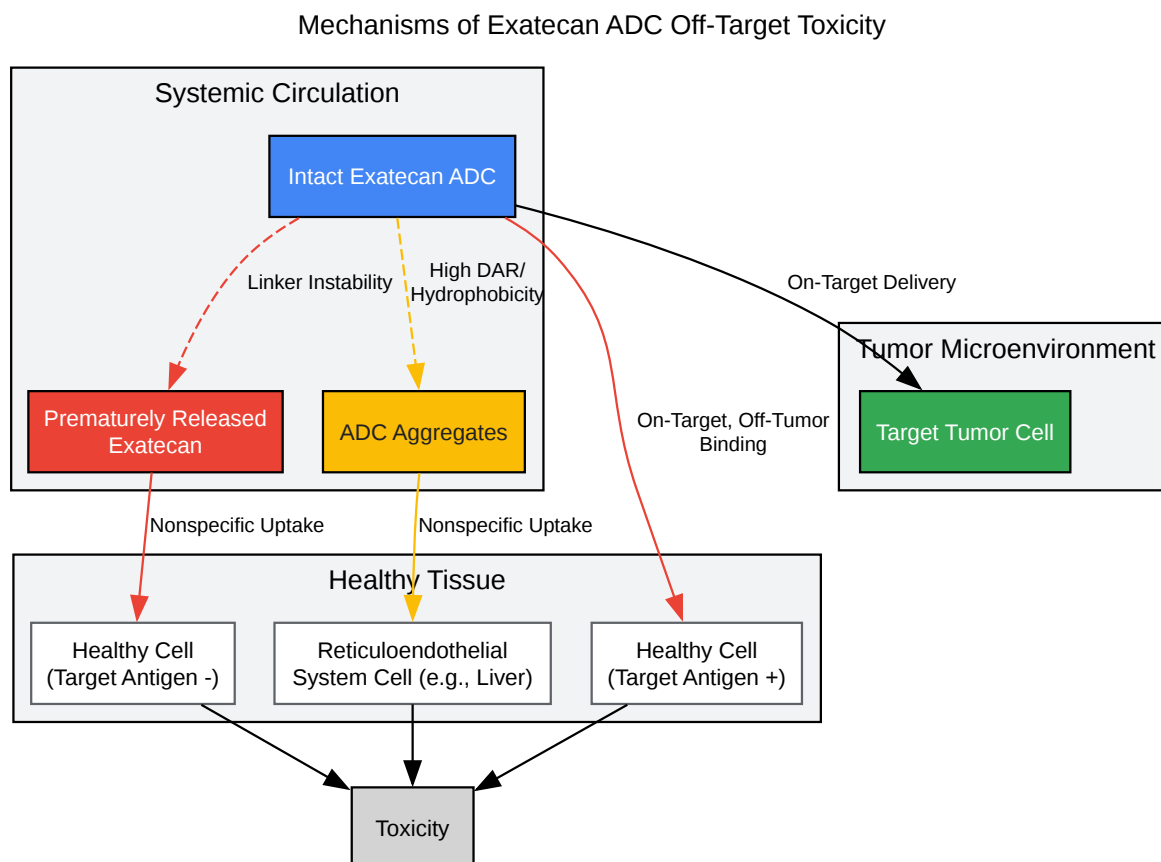 Mechanisms of Exatecan ADC Off-Target Toxicity
Systemic Circulation
Intact Exatecan ADC
Linker Instability
High DAR/
Hydrophobicity
On-Target Delivery
Tumor Microenvironment
Prematurely Released
Exatecan
ADC Aggregates
On-Target, Off-Tumor
Binding
Target Tumor Cell
Nonspecific Uptake
Nonspecific Uptake
Healthy Tissue
Healthy Cell
(Target Antigen -)
Reticuloendothelial
System Cell (e.g., Liver)
Healthy Cell
(Target Antigen +)
Toxicity